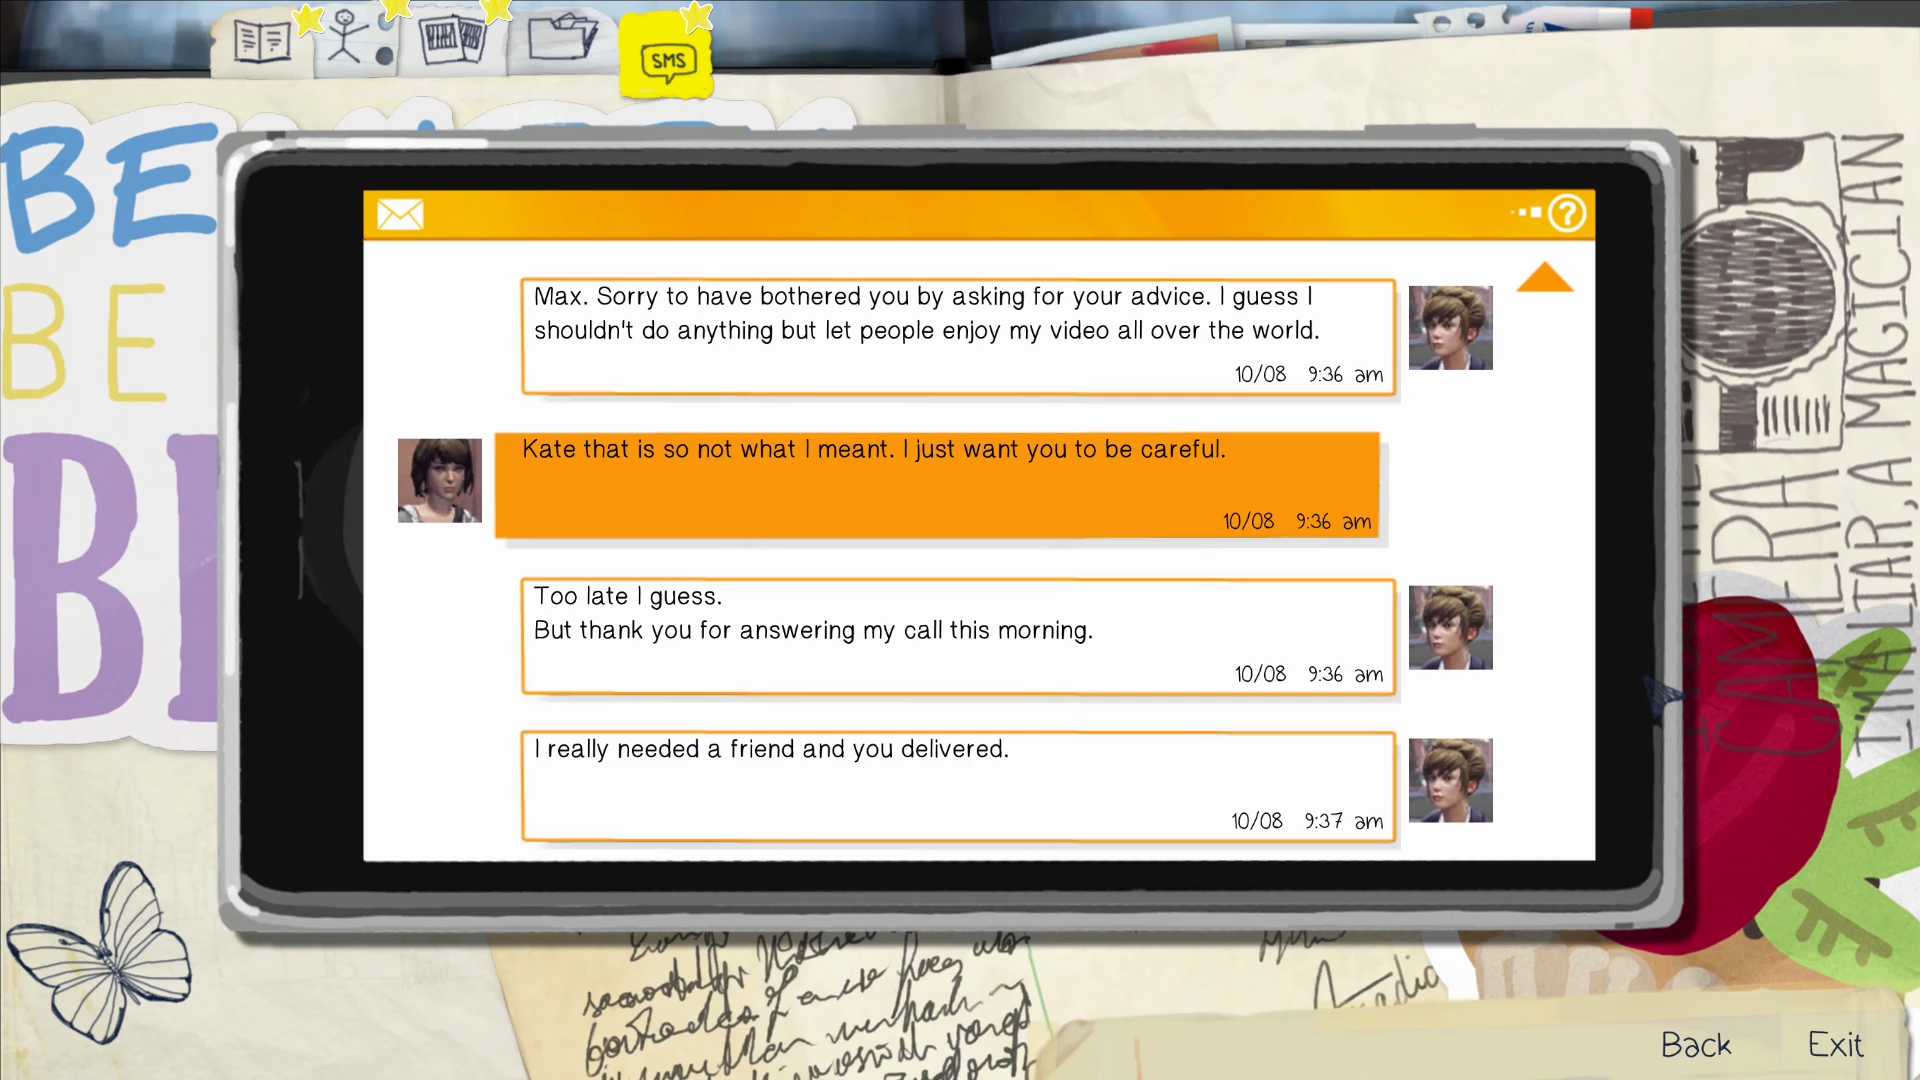 SMS
BE
BE
Max. Sorry to have bothered you by asking for your advice. I guess I
shouldn't do anything but let people enjoy my video all over the world.
10/08 9:36 am
Kate that is so not what I meant. I just want you to be careful.
10/08 9:36 am
Too late I guess.
But thank you for answering my call this morning.
10/08 9:36 am
I really needed a friend and you delivered.
10/08 9:37 am
CAMERA
LIAR, A MAGICIAN
Back
Exit